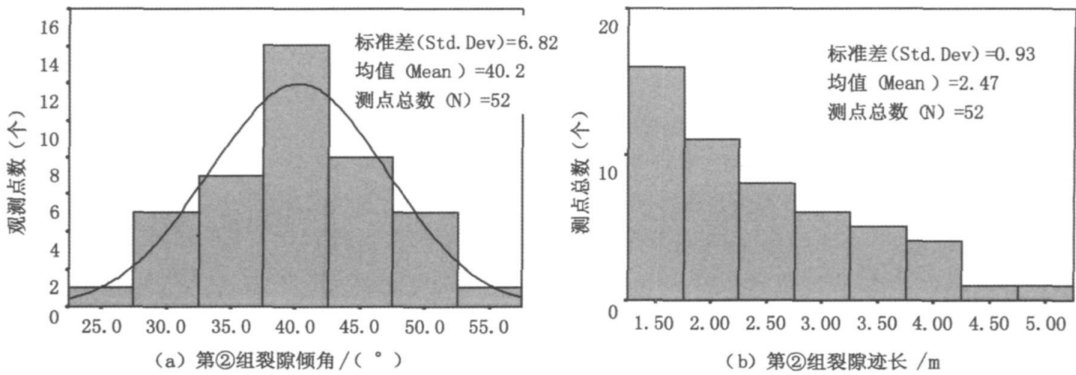 16
14
12
10
8
6
4
2
0
观测点数(个)
标准差(Std.Dev)=6.82
均值(Mean)=40.2
测点总数(N)=52
25.0 30.0 35.0 40.0 45.0 50.0 55.0
(a) 第②组裂隙倾角/(°)
20
10
0
测点总数(个)
标准差(Std.Dev)=0.93
均值(Mean)=2.47
测点总数(N)=52
1.50 2.00 2.50 3.00 3.50 4.00 4.50 5.00
(b) 第②组裂隙迹长 /m